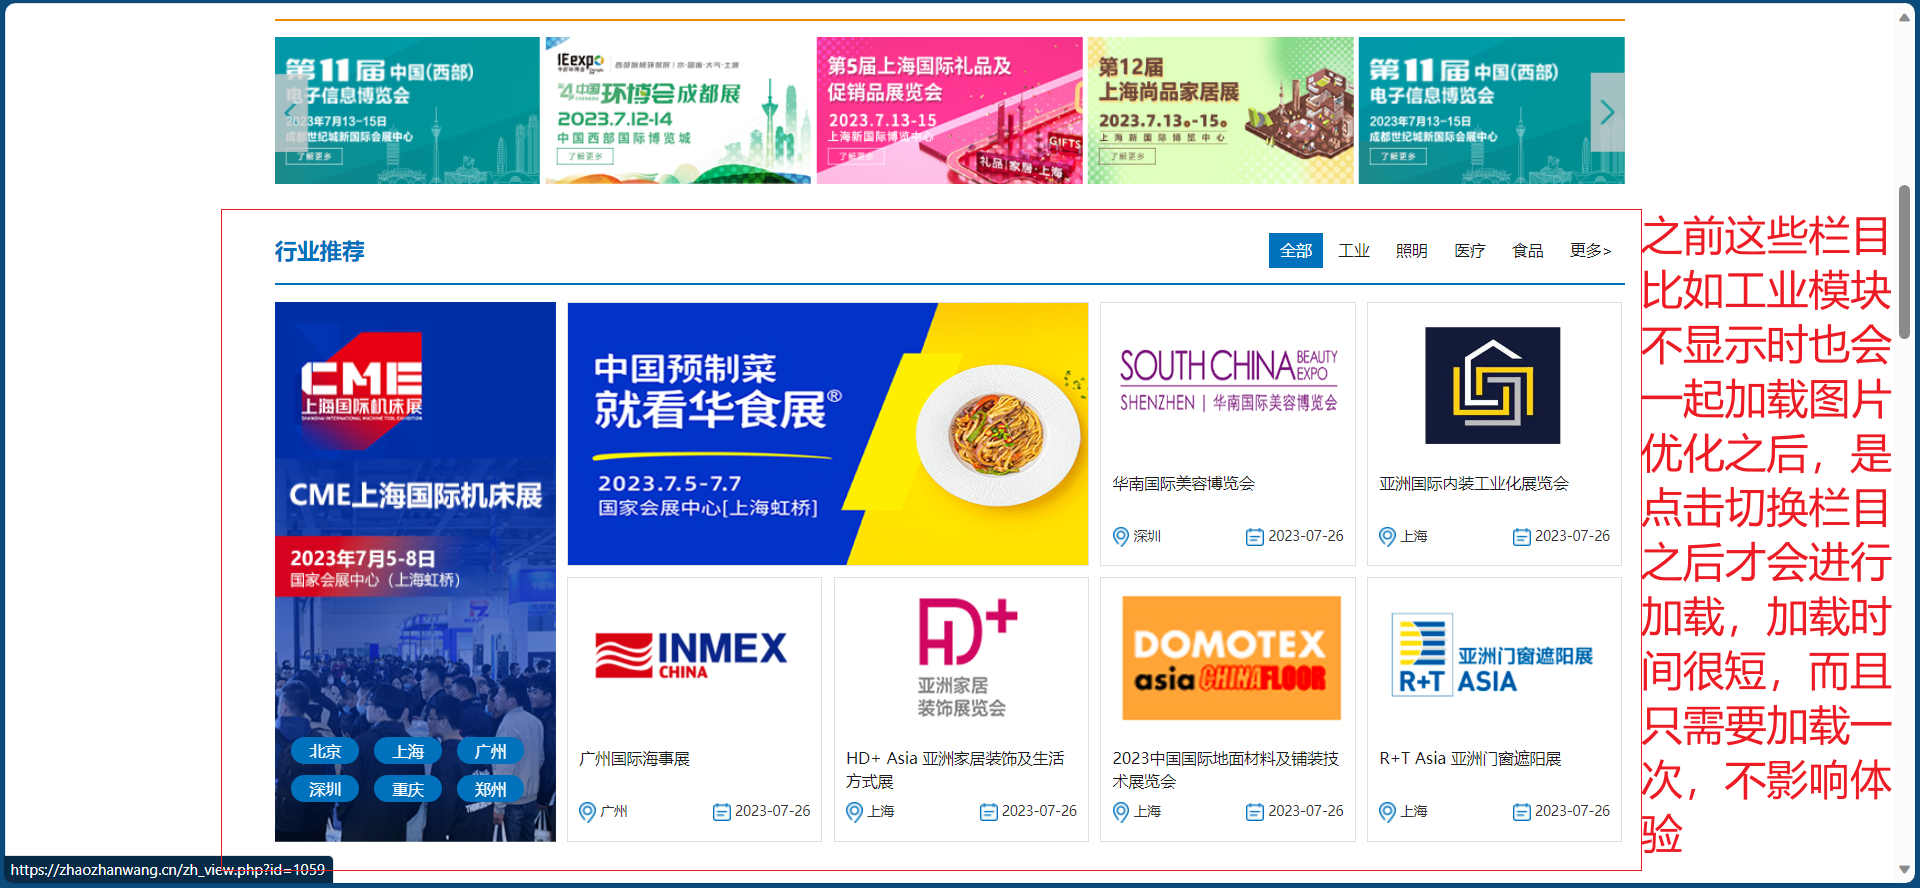 第11届 中国(西部)
电子信息博览会
2023年7月13-15日
成都世纪城新国际会展中心
了解更多
IEexpo
中国环博会成都展
2023.7.12-14
中国西部国际博览城
了解更多
第5届上海国际礼品及
促销品展览会
2023.7.13-15
上海新国际博览中心
了解更多
GIFTS
礼品|家居·上海
第12届
上海尚品家居展
2023.7.13-15
上海新国际博览中心
了解更多
第11届 中国(西部)
电子信息博览会
2023年7月13-15日
成都世纪城新国际会展中心
了解更多
行业推荐
全部 工业 照明 医疗 食品 更多>
CME
上海国际机床展
SHANGHAI INTERNATIONAL MACHINE TOOL EXHIBITION
CME上海国际机床展
2023年7月5-8日
国家会展中心（上海虹桥）
北京 上海 广州
深圳 重庆 郑州
中国预制菜
就看华食展®
2023.7.5-7.7
国家会展中心[上海虹桥]
SOUTH CHINA BEAUTY EXPO
SHENZHEN | 华南国际美容博览会
华南国际美容博览会
深圳 2023-07-26
亚洲国际内装工业化展览会
上海 2023-07-26
INMEX
CHINA
广州国际海事展
广州 2023-07-26
HD+
亚洲家居
装饰展览会
HD+ Asia 亚洲家居装饰及生活
方式展
上海 2023-07-26
DOMOTEX
asia CHINAFLOOR
2023中国国际地面材料及铺装技
术展览会
上海 2023-07-26
R+T ASIA
亚洲门窗遮阳展
R+T Asia 亚洲门窗遮阳展
上海 2023-07-26
之前这些栏目
比如工业模块
不显示时也会
一起加载图片
优化之后，是
点击切换栏目
之后才会进行
加载，加载时
间很短，而且
只需要加载一
次，不影响体
验
https://zhaozhanwang.cn/zh_view.php?id=1059